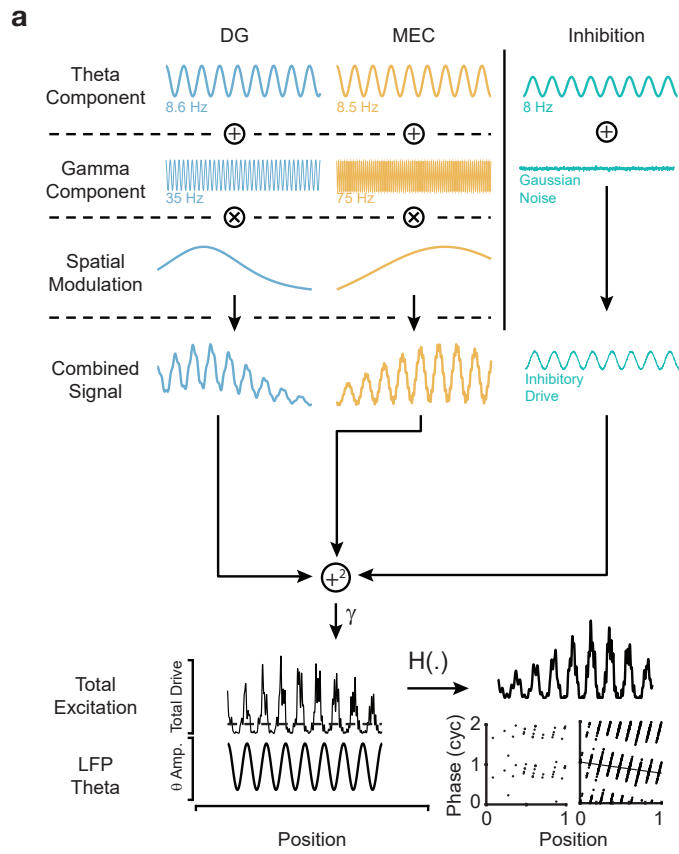 a
DG MEC Inhibition
Theta
Component
8.6 Hz 8.5 Hz 8 Hz
+ + +
Gamma
Component
35 Hz 75 Hz Gaussian
Noise
× ×
Spatial
Modulation
Combined
Signal
Inhibitory
Drive
+²
γ
Total
Excitation
Total Drive
H(.)
LFP
Theta
θ Amp.
Position
Phase (cyc)
2
1
0
0 1 0 1
Position